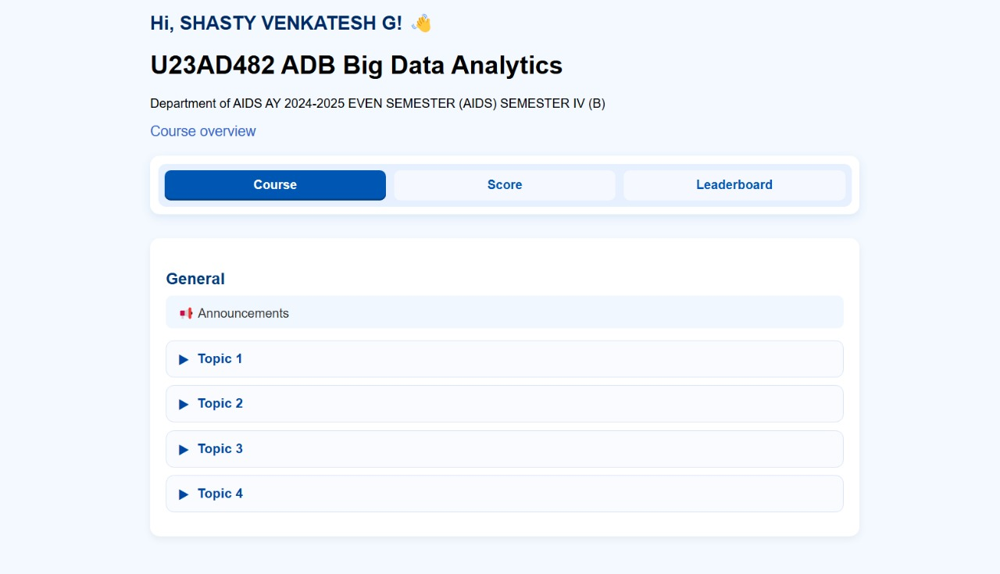 Hi, SHASTY VENKATESH G! 👋
U23AD482 ADB Big Data Analytics
Department of AIDS AY 2024-2025 EVEN SEMESTER (AIDS) SEMESTER IV (B)
Course overview
Course Score Leaderboard
General
📢 Announcements
▶ Topic 1
▶ Topic 2
▶ Topic 3
▶ Topic 4